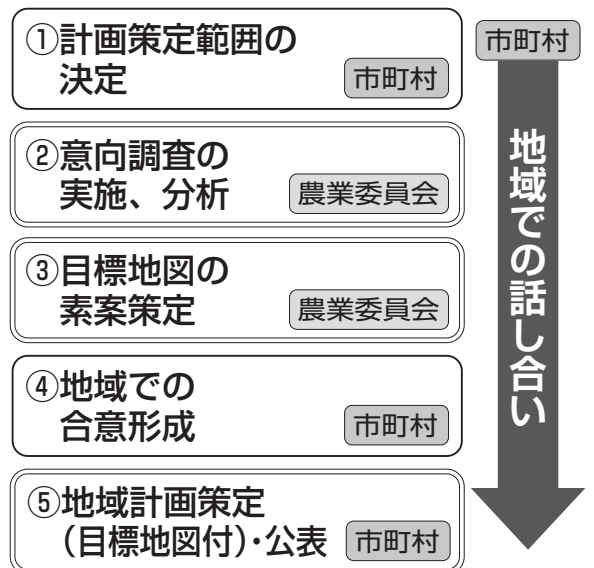 ①計画策定範囲の
決定
市町村
②意向調査の
実施、分析
農業委員会
③目標地図の
素案策定
農業委員会
④地域での
合意形成
市町村
⑤地域計画策定
(目標地図付)・公表
市町村
市町村
地域での話し合い